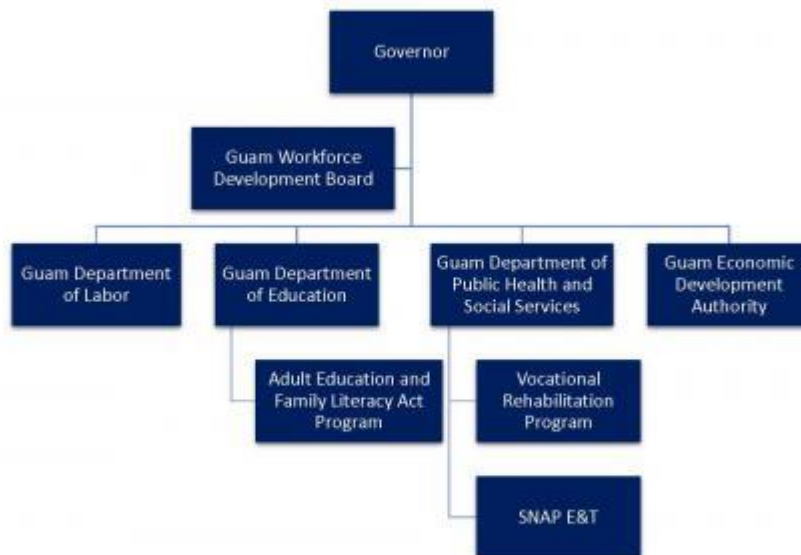 Governor
Guam Workforce
Development Board
Guam Department
of Labor
Guam Department
of Education
Guam Department of
Public Health and
Social Services
Guam Economic
Development
Authority
Adult Education and
Family Literacy Act
Program
Vocational
Rehabilitation
Program
SNAP E&T